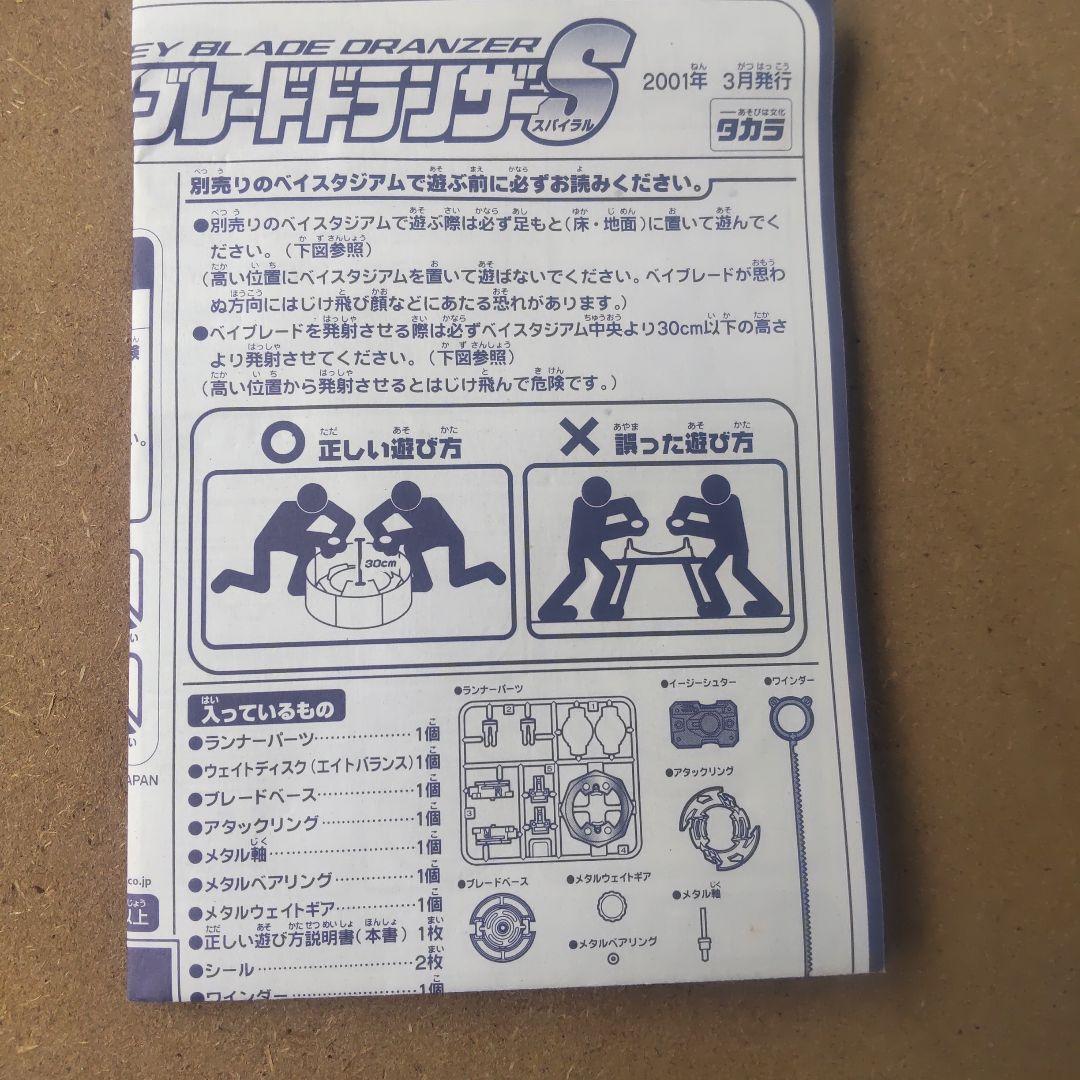 EY BLADE DRANZER
ブレードドランザーS
スパイラル
2001年 3月発行
ねん がつ はっこう
あそびは文化
タカラ
別売りのベイスタジアムで遊ぶ前に必ずお読みください。
●別売りのベイスタジアムで遊ぶ際は必ず足もと(床・地面)に置いて遊んでく
ださい。(下図参照)
(高い位置にベイスタジアムを置いて遊ばないでください。ベイブレードが思わ
ぬ方向にはじけ飛び顔などにあたる恐れがあります。)
●ベイブレードを発射させる際は必ずベイスタジアム中央より30cm以下の高さ
より発射させてください。(下図参照)
(高い位置から発射させるとはじけ飛んで危険です。)
○ 正しい遊び方
× 誤った遊び方
30cm
入っているもの
●ランナーパーツ……………1個
●ウェイトディスク(エイトバランス)1個
●ブレードベース……………1個
●アタックリング……………1個
●メタル軸……………1個
●メタルベアリング……………1個
●メタルウェイトギア……………1個
●正しい遊び方説明書(本書) 1枚
●シール……………2枚
●ワインダー……………1個
●ランナーパーツ
2
1
5
3
4
●イージーシューター
●ワインダー
●アタックリング
●ブレードベース
●メタルウェイトギア
●メタルベアリング
●メタル軸
APAN
co.jp
以上